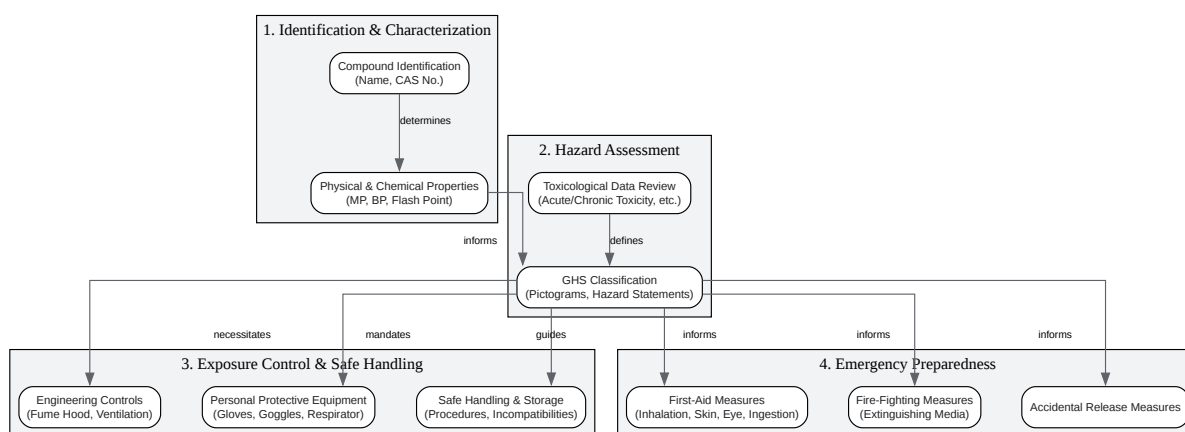 1. Identification & Characterization
Compound Identification
(Name, CAS No.)
determines
Physical & Chemical Properties
(MP, BP, Flash Point)
2. Hazard Assessment
Toxicological Data Review
(Acute/Chronic Toxicity, etc.)
informs
defines
GHS Classification
(Pictograms, Hazard Statements)
necessitates
mandates
guides
informs
informs
informs
3. Exposure Control & Safe Handling
Engineering Controls
(Fume Hood, Ventilation)
Personal Protective Equipment
(Gloves, Goggles, Respirator)
Safe Handling & Storage
(Procedures, Incompatibilities)
4. Emergency Preparedness
First-Aid Measures
(Inhalation, Skin, Eye, Ingestion)
Fire-Fighting Measures
(Extinguishing Media)
Accidental Release Measures